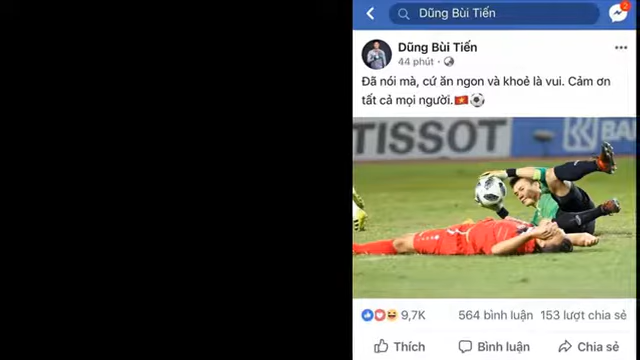 Dũng Bùi Tiến
2
Dũng Bùi Tiến
44 phút ·
Đã nói mà, cứ ăn ngon và khoẻ là vui. Cảm ơn
tất cả mọi người.🇻🇳⚽
TISSOT
9,7K
564 bình luận 153 lượt chia sẻ
Thích
Bình luận
Chia sẻ